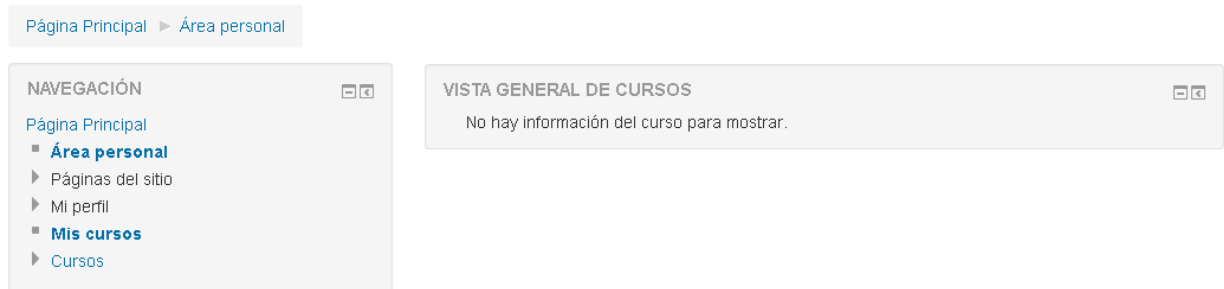 Página Principal ► Área personal
NAVEGACIÓN
Página Principal
Área personal
Páginas del sitio
Mi perfil
Mis cursos
Cursos
VISTA GENERAL DE CURSOS
No hay información del curso para mostrar.